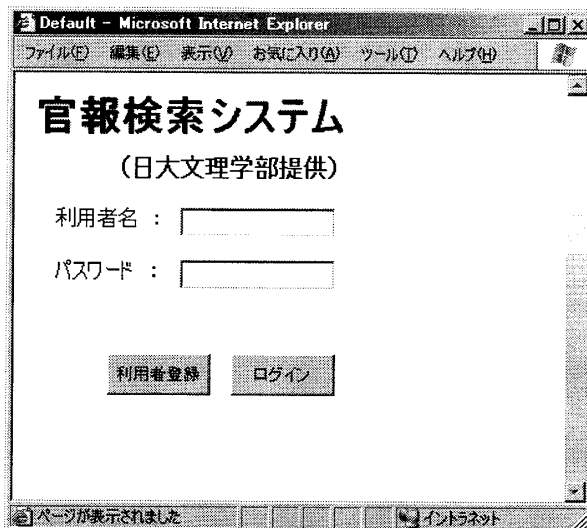 Default - Microsoft Internet Explorer
ファイル(F) 編集(E) 表示(V) お気に入り(A) ツール(T) ヘルプ(H)
官報検索システム
(日大文理学部提供)
利用者名 :
パスワード :
利用者登録 ログイン
ページが表示されました イントラネット